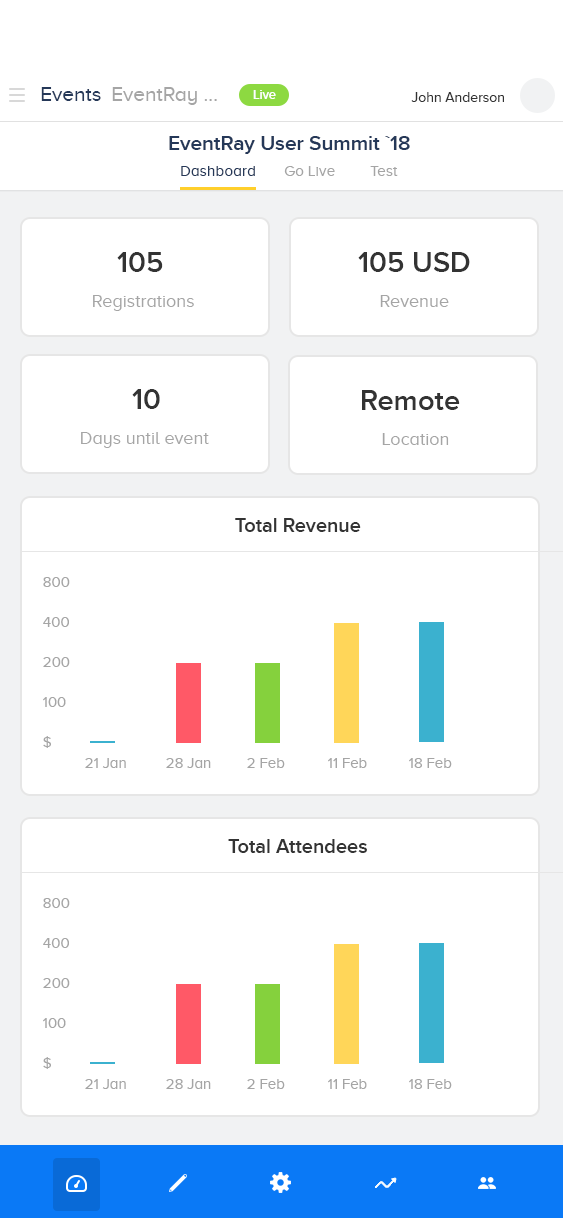 Events EventRay ... Live
John Anderson
EventRay User Summit `18
Dashboard Go Live Test
105
Registrations
105 USD
Revenue
10
Days until event
Remote
Location
Total Revenue
800
400
200
100
$
21 Jan 28 Jan 2 Feb 11 Feb 18 Feb
Total Attendees
800
400
200
100
$
21 Jan 28 Jan 2 Feb 11 Feb 18 Feb